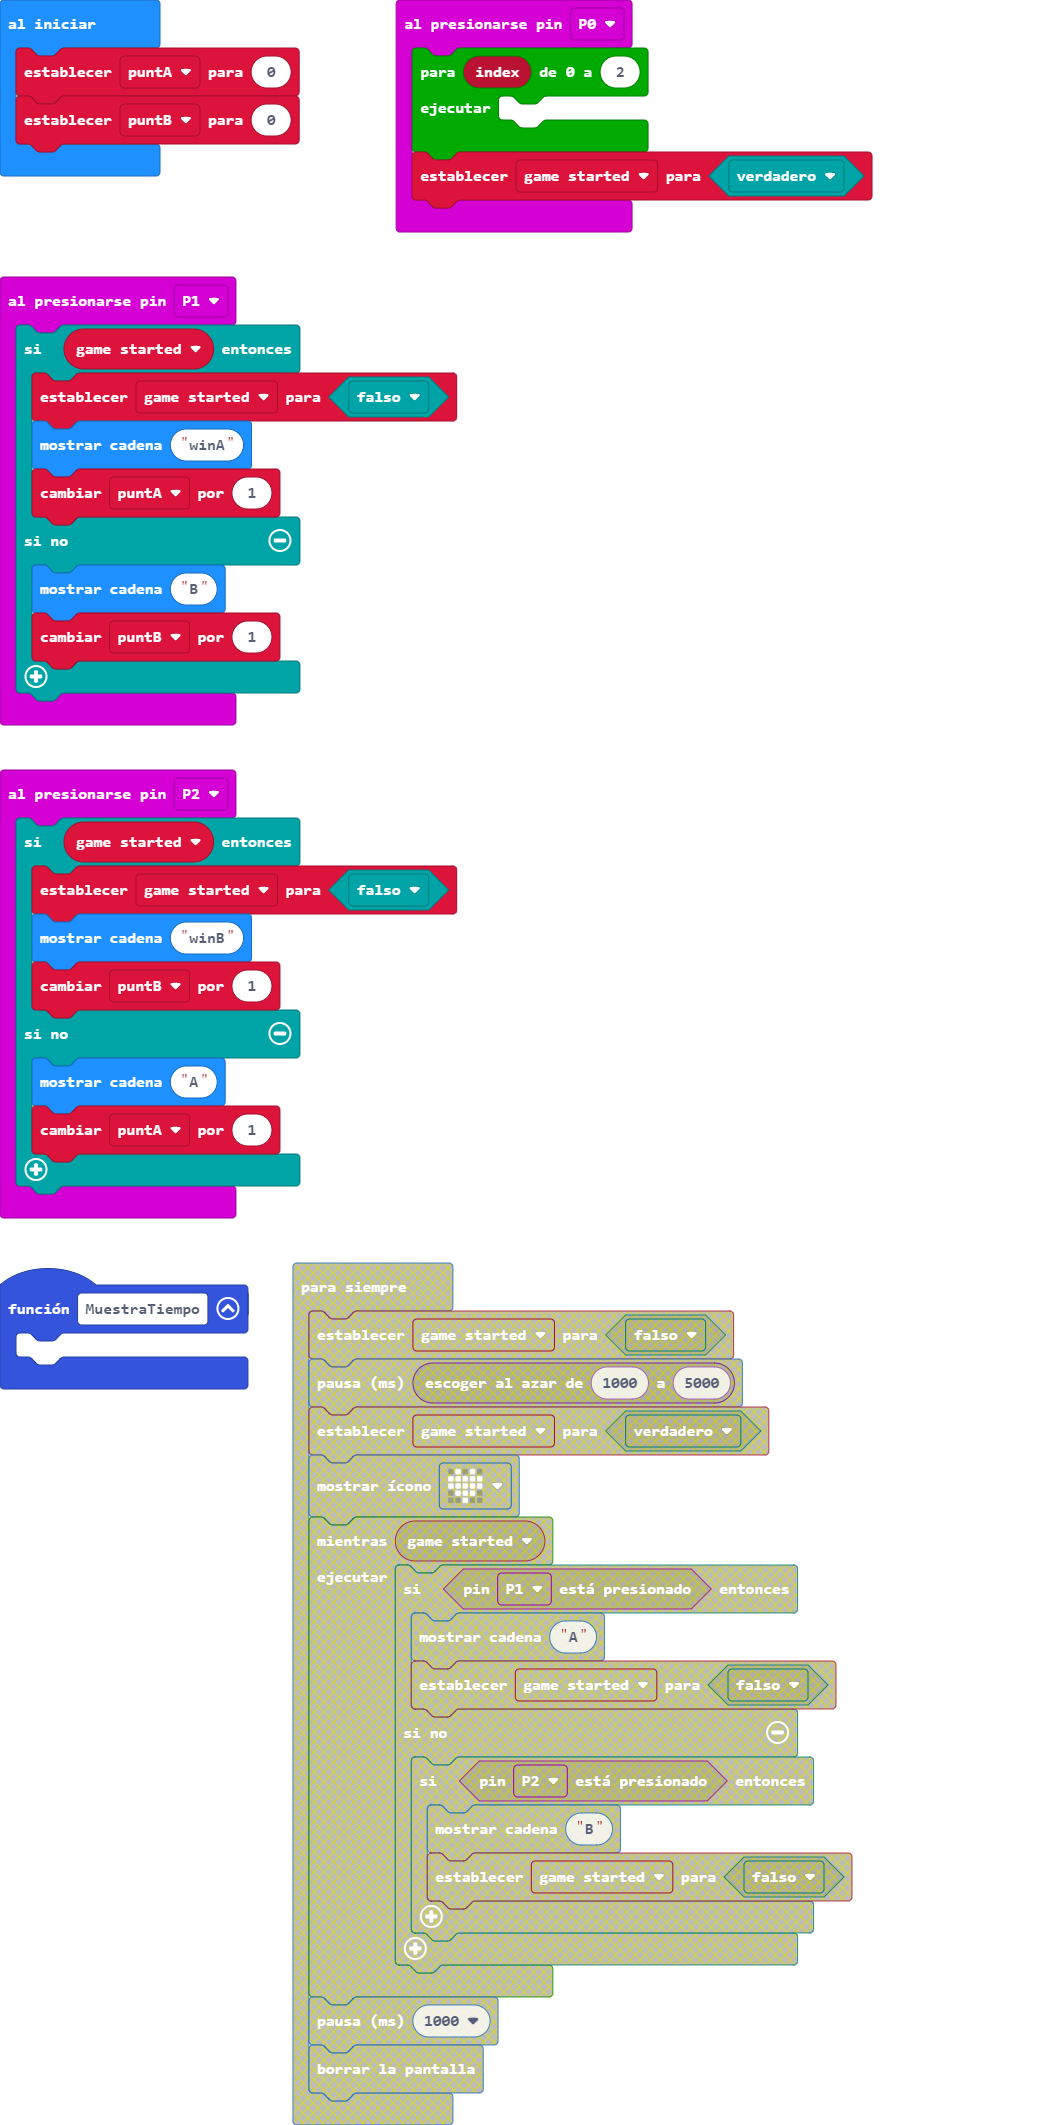 al iniciar
establecer puntA para 0
establecer puntB para 0
al presionarse pin P0
para index de 0 a 2
ejecutar
establecer game started para verdadero
al presionarse pin P1
si game started entonces
establecer game started para falso
mostrar cadena "winA"
cambiar puntA por 1
si no
mostrar cadena "B"
cambiar puntB por 1
al presionarse pin P2
si game started entonces
establecer game started para falso
mostrar cadena "winB"
cambiar puntB por 1
si no
mostrar cadena "A"
cambiar puntA por 1
función MuestraTiempo
para siempre
establecer game started para falso
pausa (ms) escoger al azar de 1000 a 5000
establecer game started para verdadero
mostrar ícono
mientras game started
ejecutar
si pin P1 está presionado entonces
mostrar cadena "A"
establecer game started para falso
si no
si pin P2 está presionado entonces
mostrar cadena "B"
establecer game started para falso
pausa (ms) 1000
borrar la pantalla